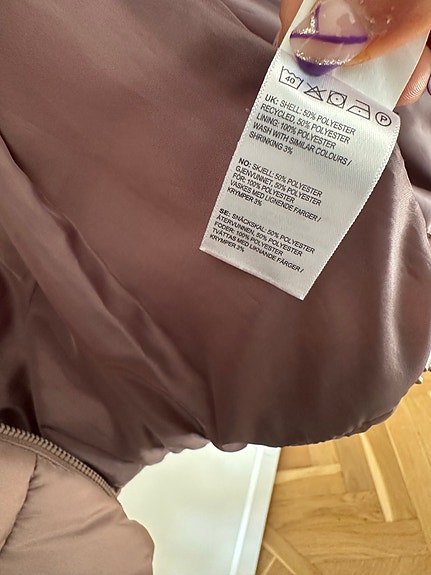 40 P
UK: SHELL: 50% POLYESTER
RECYCLED, 50% POLYESTER
LINING: 100% POLYESTER
WASH WITH SIMILAR COLOURS /
SHRINKING 3%
NO: SKJELL: 50% POLYESTER
GJENVUNNET, 50% POLYESTER
FÔR: 100% POLYESTER
VASKES MED LIGNENDE FARGER /
KRYMPER 3%
SE: SNÄCKSKAL: 50% POLYESTER
ÅTERVUNNEN, 50% POLYESTER
FODER: 100% POLYESTER
TVÄTTAS MED LIKNANDE FÄRGER /
KRYMPER 3%